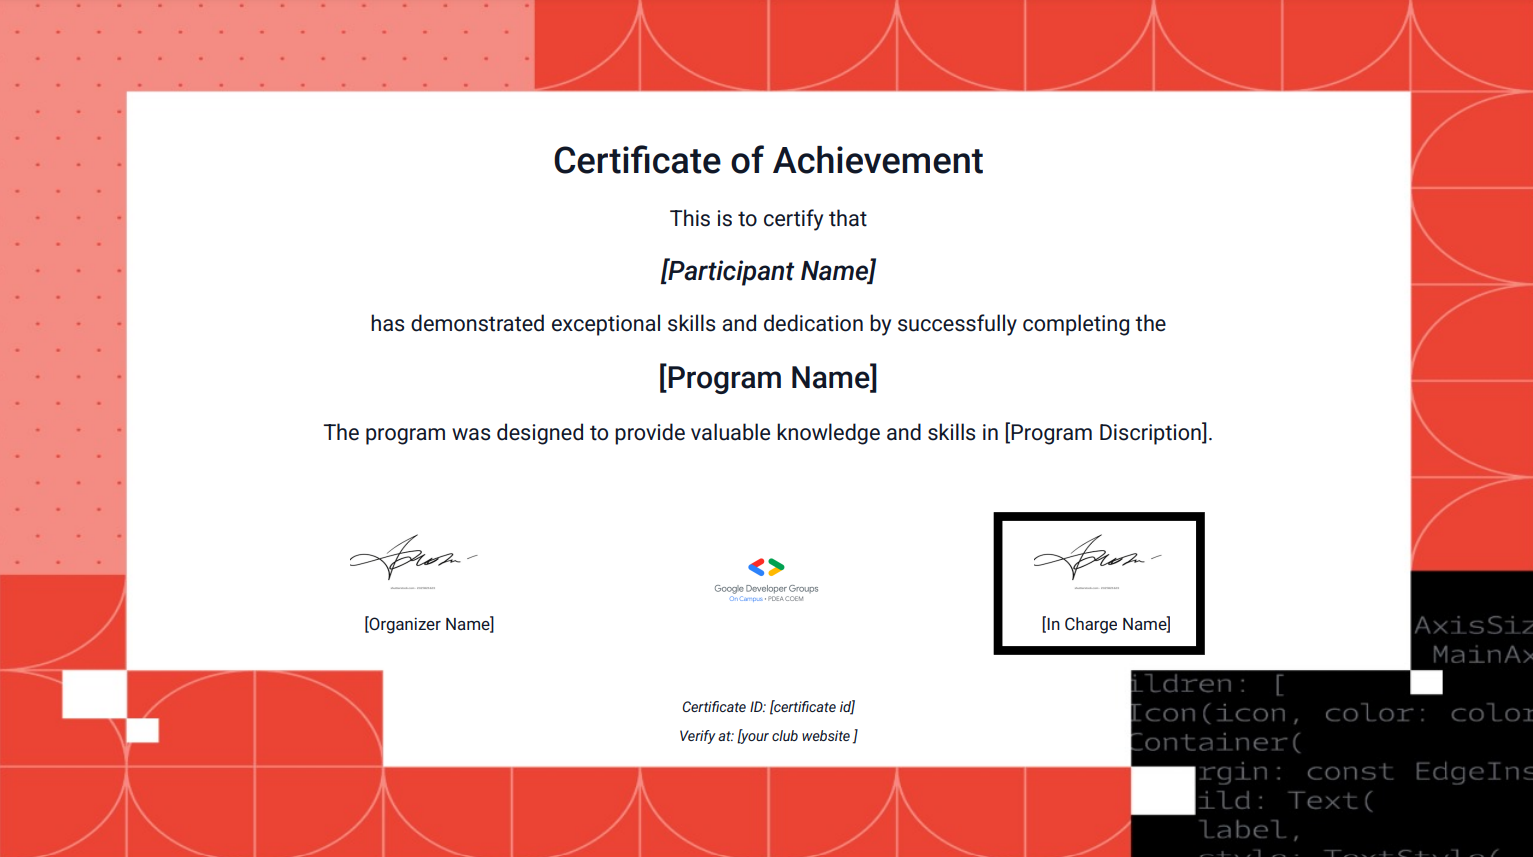 Certificate of Achievement
This is to certify that
[Participant Name]
has demonstrated exceptional skills and dedication by successfully completing the
[Program Name]
The program was designed to provide valuable knowledge and skills in [Program Discription].
Google Developer Groups
On Campus • PDEA COEM
[Organizer Name]
[In Charge Name]
Certificate ID: [certificate id]
Verify at: [your club website ]
AxisSiz
MainAx
ildren: [
Icon(icon, color: color
Container(
rgin: const EdgeIns
ild: Text(
label,
style: TextStyle(